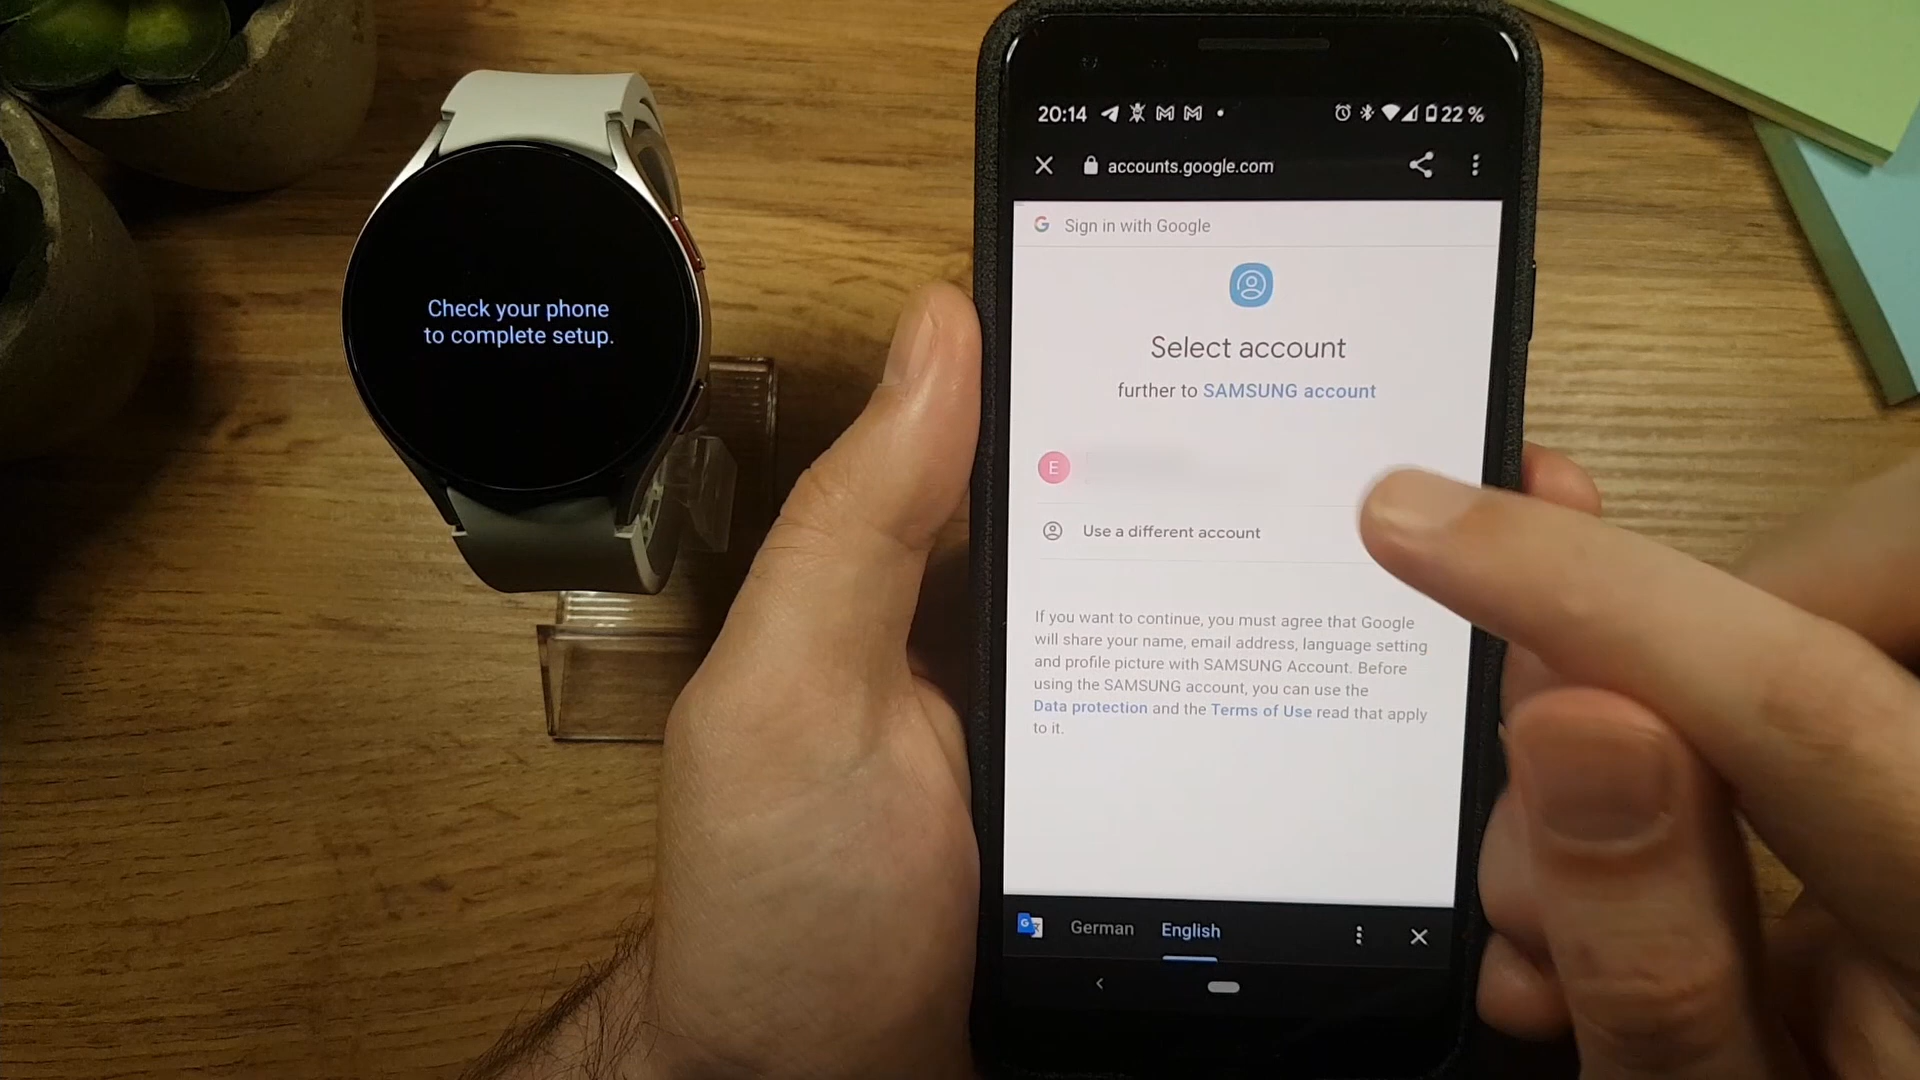 Check your phone
to complete setup.
20:14 22 %
accounts.google.com
G Sign in with Google
Select account
further to SAMSUNG account
E
Use a different account
If you want to continue, you must agree that Google
will share your name, email address, language setting
and profile picture with SAMSUNG Account. Before
using the SAMSUNG account, you can use the
Data protection and the Terms of Use read that apply
to it.
German English